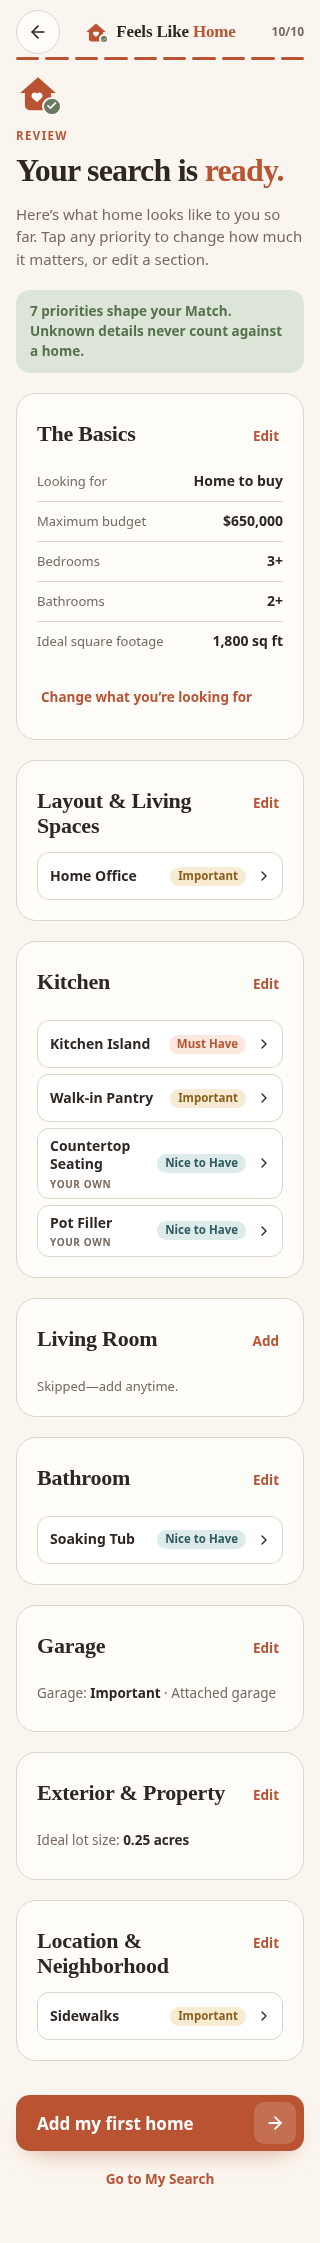 Feels Like Home
10/10
REVIEW
Your search is ready.
Here’s what home looks like to you so
far. Tap any priority to change how much
it matters, or edit a section.
7 priorities shape your Match.
Unknown details never count against
a home.
The Basics
Edit
Looking for
Home to buy
Maximum budget
$650,000
Bedrooms
3+
Bathrooms
2+
Ideal square footage
1,800 sq ft
Change what you’re looking for
Layout & Living
Spaces
Edit
Home Office
Important
Kitchen
Edit
Kitchen Island
Must Have
Walk-in Pantry
Important
Countertop
Seating
YOUR OWN
Nice to Have
Pot Filler
YOUR OWN
Nice to Have
Living Room
Add
Skipped—add anytime.
Bathroom
Edit
Soaking Tub
Nice to Have
Garage
Edit
Garage: Important · Attached garage
Exterior & Property
Edit
Ideal lot size: 0.25 acres
Location &
Neighborhood
Edit
Sidewalks
Important
Add my first home
Go to My Search